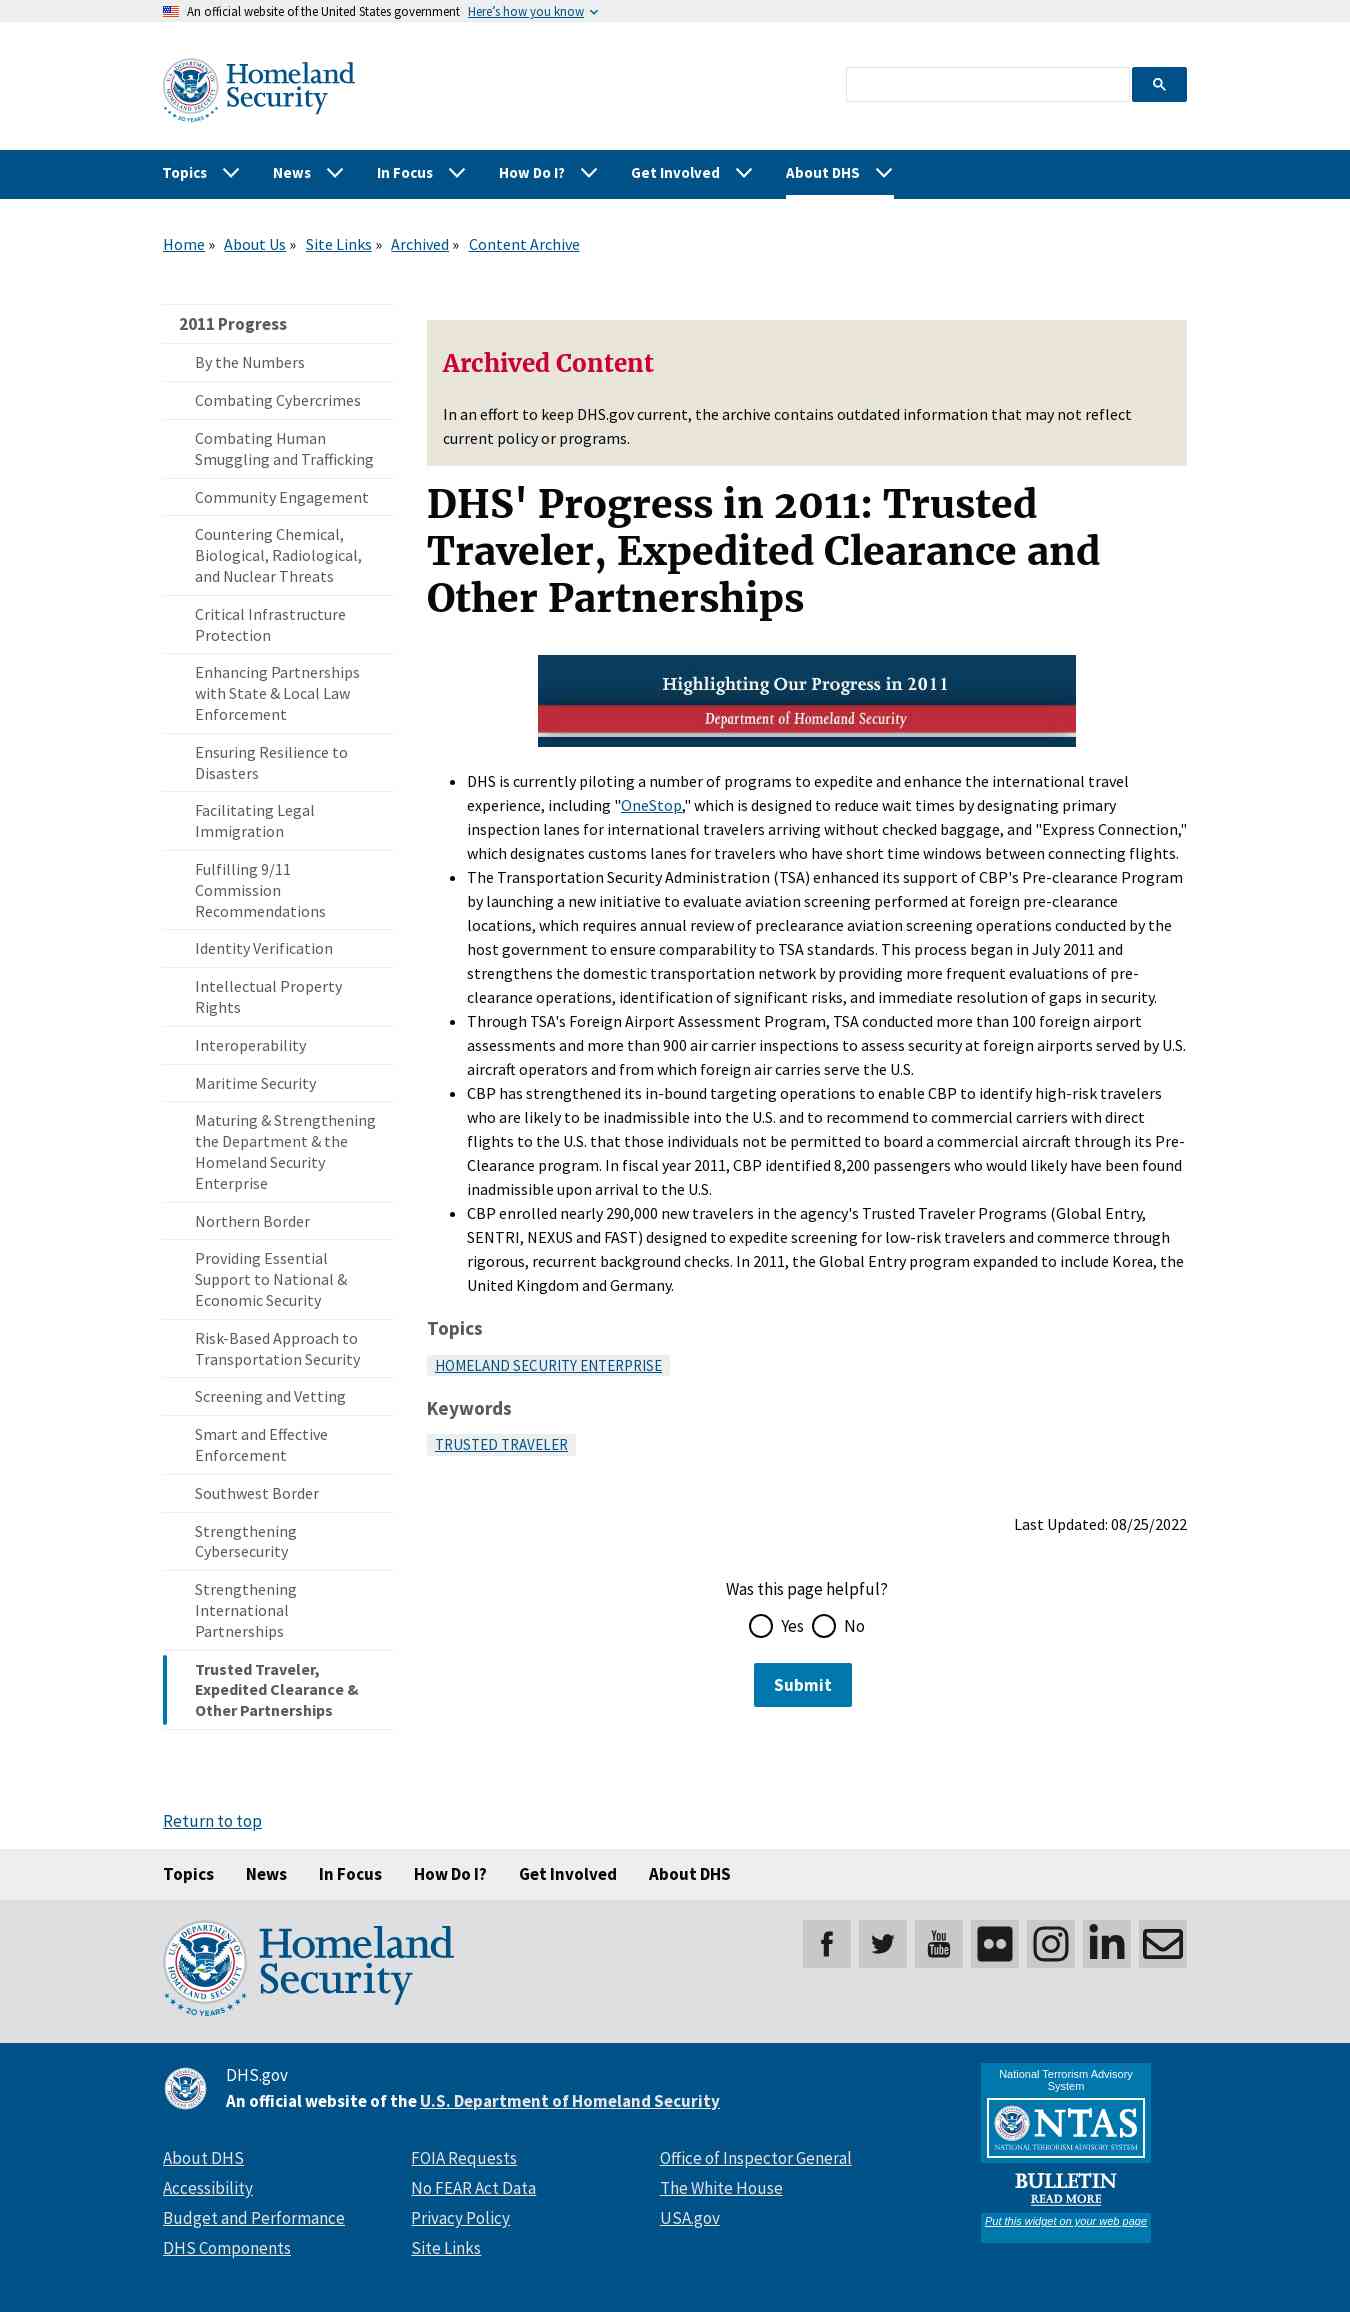 An official website of the United States government Here's how you know
Homeland
Security
U.S. DEPARTMENT OF
HOMELAND SECURITY
20 YEARS
Topics News In Focus How Do I? Get Involved About DHS
Home » About Us » Site Links » Archived » Content Archive
2011 Progress
By the Numbers
Combating Cybercrimes
Combating Human
Smuggling and Trafficking
Community Engagement
Countering Chemical,
Biological, Radiological,
and Nuclear Threats
Critical Infrastructure
Protection
Enhancing Partnerships
with State & Local Law
Enforcement
Ensuring Resilience to
Disasters
Facilitating Legal
Immigration
Fulfilling 9/11
Commission
Recommendations
Identity Verification
Intellectual Property
Rights
Interoperability
Maritime Security
Maturing & Strengthening
the Department & the
Homeland Security
Enterprise
Northern Border
Providing Essential
Support to National &
Economic Security
Risk-Based Approach to
Transportation Security
Screening and Vetting
Smart and Effective
Enforcement
Southwest Border
Strengthening
Cybersecurity
Strengthening
International
Partnerships
Trusted Traveler,
Expedited Clearance &
Other Partnerships
Archived Content
In an effort to keep DHS.gov current, the archive contains outdated information that may not reflect
current policy or programs.
DHS' Progress in 2011: Trusted
Traveler, Expedited Clearance and
Other Partnerships
Highlighting Our Progress in 2011
Department of Homeland Security
• DHS is currently piloting a number of programs to expedite and enhance the international travel
experience, including "OneStop," which is designed to reduce wait times by designating primary
inspection lanes for international travelers arriving without checked baggage, and "Express Connection,"
which designates customs lanes for travelers who have short time windows between connecting flights.
• The Transportation Security Administration (TSA) enhanced its support of CBP's Pre-clearance Program
by launching a new initiative to evaluate aviation screening performed at foreign pre-clearance
locations, which requires annual review of preclearance aviation screening operations conducted by the
host government to ensure comparability to TSA standards. This process began in July 2011 and
strengthens the domestic transportation network by providing more frequent evaluations of pre-
clearance operations, identification of significant risks, and immediate resolution of gaps in security.
• Through TSA's Foreign Airport Assessment Program, TSA conducted more than 100 foreign airport
assessments and more than 900 air carrier inspections to assess security at foreign airports served by U.S.
aircraft operators and from which foreign air carries serve the U.S.
• CBP has strengthened its in-bound targeting operations to enable CBP to identify high-risk travelers
who are likely to be inadmissible into the U.S. and to recommend to commercial carriers with direct
flights to the U.S. that those individuals not be permitted to board a commercial aircraft through its Pre-
Clearance program. In fiscal year 2011, CBP identified 8,200 passengers who would likely have been found
inadmissible upon arrival to the U.S.
• CBP enrolled nearly 290,000 new travelers in the agency's Trusted Traveler Programs (Global Entry,
SENTRI, NEXUS and FAST) designed to expedite screening for low-risk travelers and commerce through
rigorous, recurrent background checks. In 2011, the Global Entry program expanded to include Korea, the
United Kingdom and Germany.
Topics
HOMELAND SECURITY ENTERPRISE
Keywords
TRUSTED TRAVELER
Last Updated: 08/25/2022
Was this page helpful?
Yes No
Submit
Return to top
Topics News In Focus How Do I? Get Involved About DHS
U.S. DEPARTMENT OF
HOMELAND SECURITY
20 YEARS
Homeland
Security
You
Tube
DHS.gov
An official website of the U.S. Department of Homeland Security
About DHS FOIA Requests Office of Inspector General
Accessibility No FEAR Act Data The White House
Budget and Performance Privacy Policy USA.gov
DHS Components Site Links
National Terrorism Advisory
System
NTAS
NATIONAL TERRORISM ADVISORY SYSTEM
BULLETIN
READ MORE
Put this widget on your web page